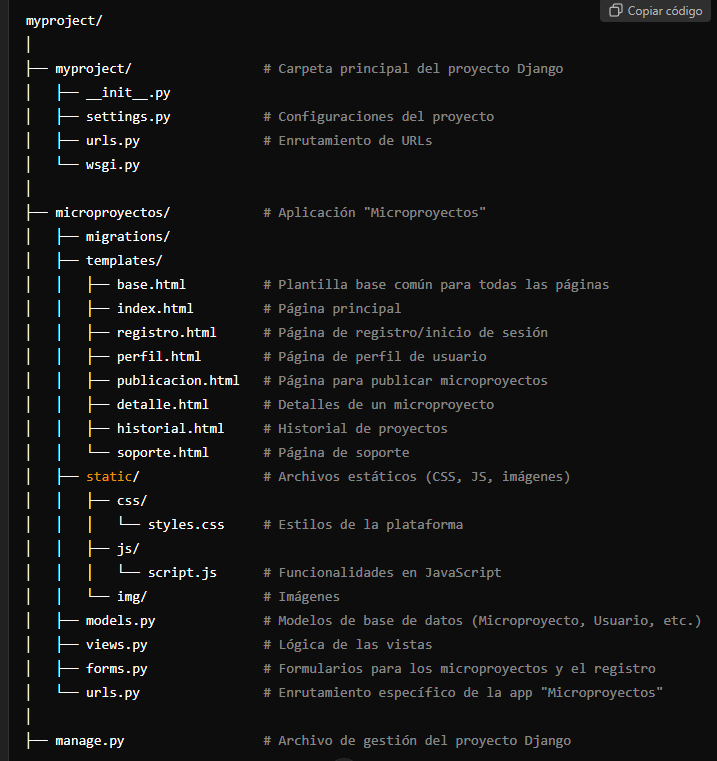 Copiar código
myproject/
│
├── myproject/                  # Carpeta principal del proyecto Django
│   ├── __init__.py
│   ├── settings.py             # Configuraciones del proyecto
│   ├── urls.py                 # Enrutamiento de URLs
│   └── wsgi.py
│
├── microproyectos/             # Aplicación "Microproyectos"
│   ├── migrations/
│   ├── templates/
│   │   ├── base.html           # Plantilla base común para todas las páginas
│   │   ├── index.html          # Página principal
│   │   ├── registro.html       # Página de registro/inicio de sesión
│   │   ├── perfil.html         # Página de perfil de usuario
│   │   ├── publicacion.html    # Página para publicar microproyectos
│   │   ├── detalle.html        # Detalles de un microproyecto
│   │   ├── historial.html      # Historial de proyectos
│   │   └── soporte.html        # Página de soporte
│   ├── static/                 # Archivos estáticos (CSS, JS, imágenes)
│   │   ├── css/
│   │   │   └── styles.css      # Estilos de la plataforma
│   │   ├── js/
│   │   │   └── script.js       # Funcionalidades en JavaScript
│   │   └── img/                # Imágenes
│   ├── models.py               # Modelos de base de datos (Microproyecto, Usuario, etc.)
│   ├── views.py                # Lógica de las vistas
│   ├── forms.py                # Formularios para los microproyectos y el registro
│   └── urls.py                 # Enrutamiento específico de la app "Microproyectos"
│
├── manage.py                   # Archivo de gestión del proyecto Django